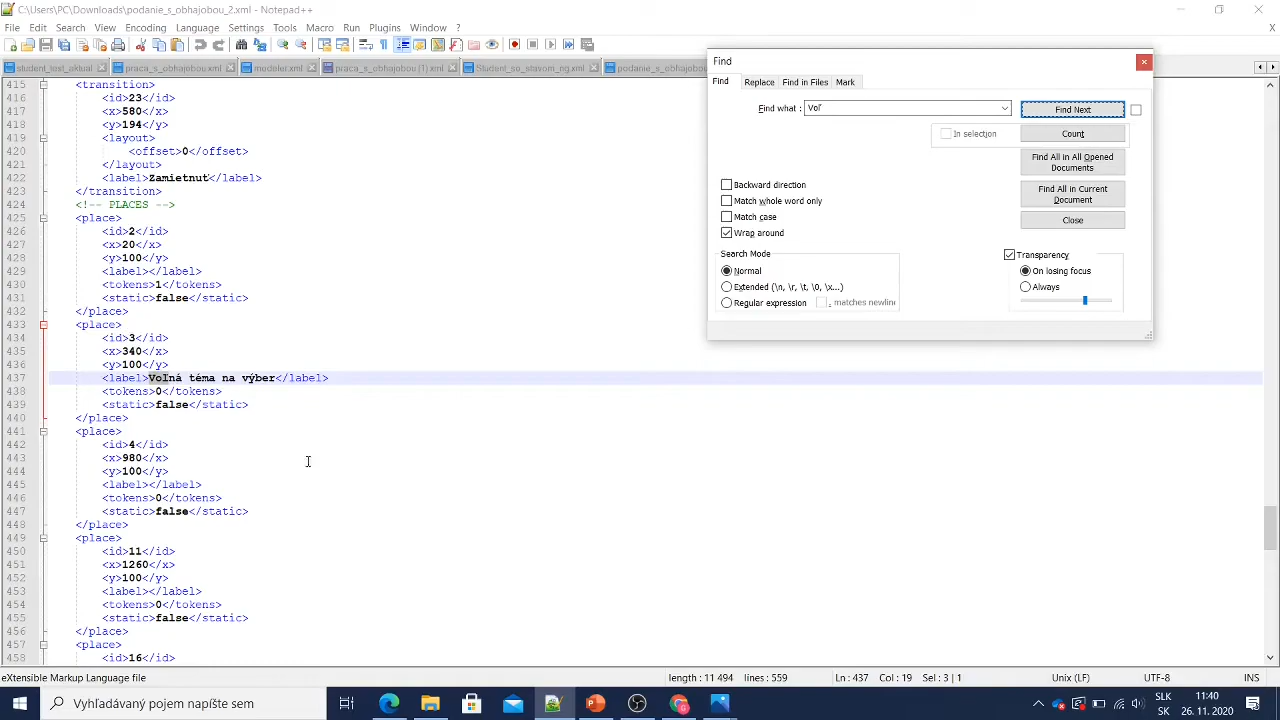 C:\Users\PC\Downloads\podanie_s_obhajobou_2.xml - Notepad++
File Edit Search View Encoding Language Settings Tools Macro Run Plugins Window ?
X
student_test_aktual praca_s_obhajobou.xml modeler.xml praca_s_obhajobou (1).xml Student_so_stavom_ng.xml podanie_s_obhajobou
415 <transition>
416 <id>23</id>
417 <x>580</x>
418 <y>194</y>
419 <layout>
420 <offset>0</offset>
421 </layout>
422 <label>Zamietnuť</label>
423 </transition>
424 <!-- PLACES -->
425 <place>
426 <id>2</id>
427 <x>20</x>
428 <y>100</y>
429 <label></label>
430 <tokens>1</tokens>
431 <static>false</static>
432 </place>
433 <place>
434 <id>3</id>
435 <x>340</x>
436 <y>100</y>
437 <label>Voľná téma na výber</label>
438 <tokens>0</tokens>
439 <static>false</static>
440 </place>
441 <place>
442 <id>4</id>
443 <x>980</x>
444 <y>100</y>
445 <label></label>
446 <tokens>0</tokens>
447 <static>false</static>
448 </place>
449 <place>
450 <id>11</id>
451 <x>1260</x>
452 <y>100</y>
453 <label></label>
454 <tokens>0</tokens>
455 <static>false</static>
456 </place>
457 <place>
458 <id>16</id>
Find
Find Replace Find in Files Mark
Find what : Voľ Find Next
In selection Count
Find All in All Opened
Documents
Backward direction
Find All in Current
Document
Match whole word only
Match case Close
Wrap around
Search Mode
Transparency
Normal
On losing focus
Extended (\n, \r, \t, \0, \x...)
Always
Regular expression . matches newline
eXtensible Markup Language file length : 11 494 lines : 559 Ln : 437 Col : 19 Sel : 3 | 1 Unix (LF) UTF-8 INS
Vyhľadávaný pojem napíšte sem
SLK
SK
11:40
26. 11. 2020